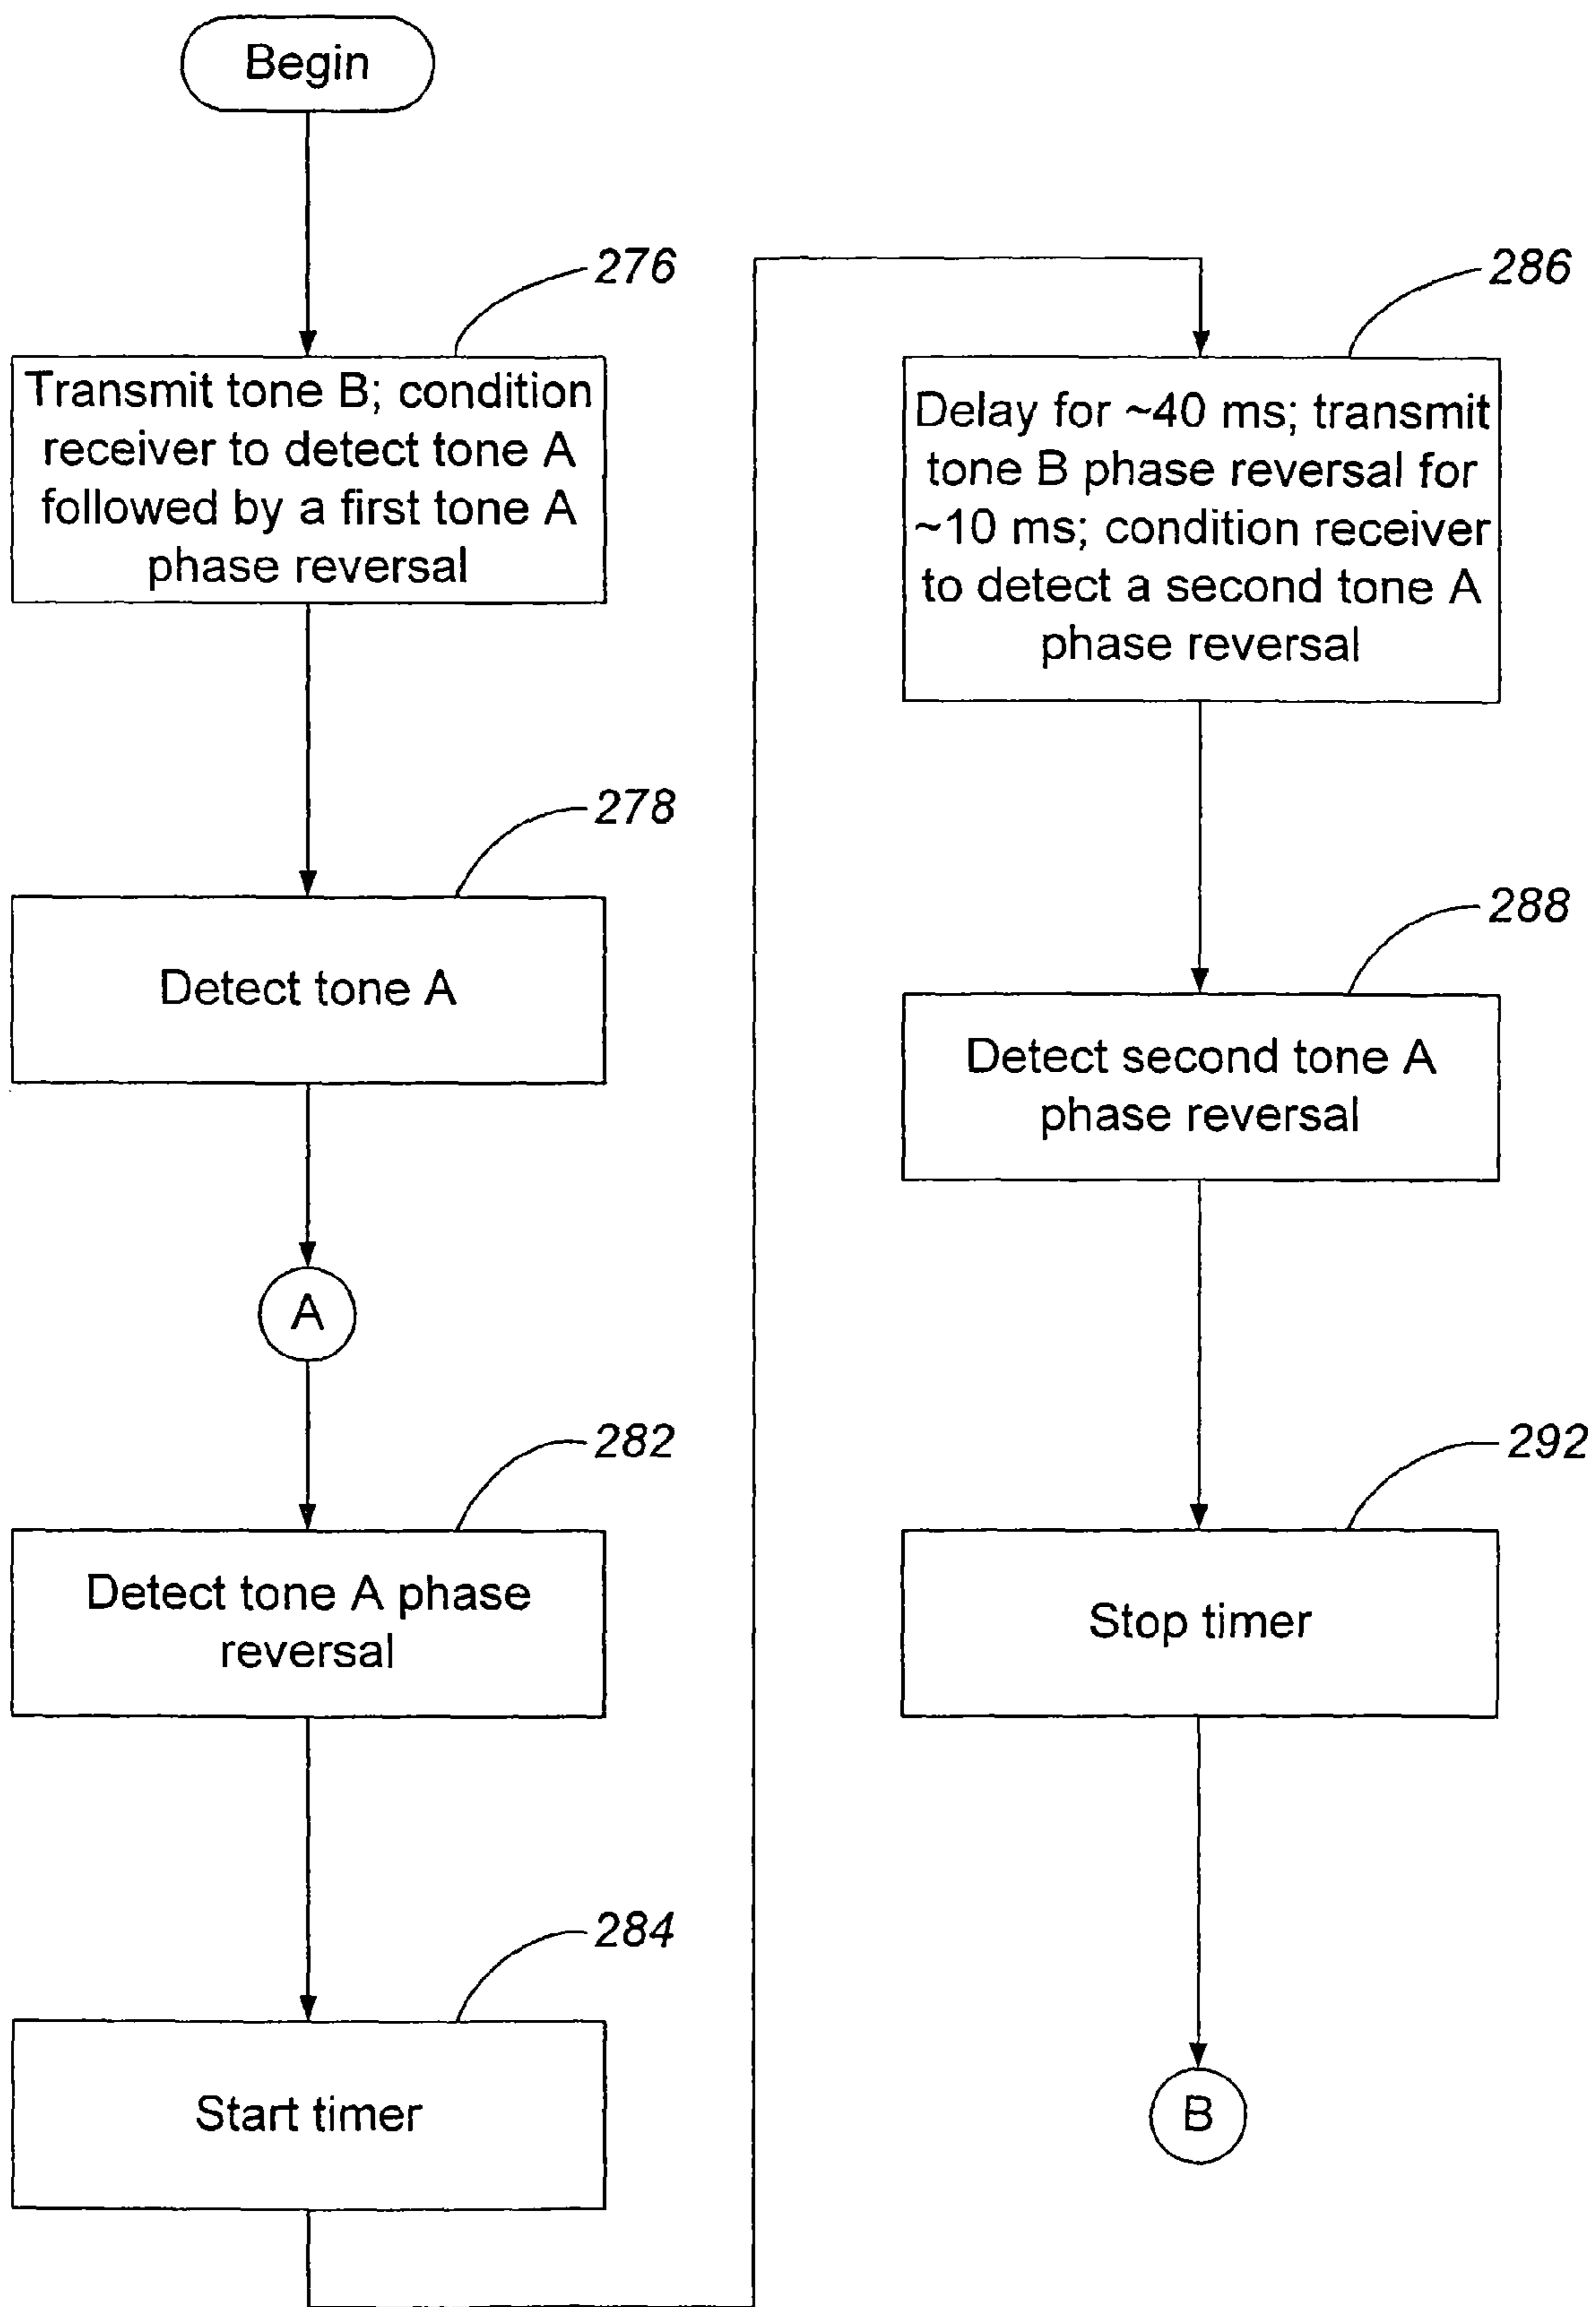 Begin
276
Transmit tone B; condition
receiver to detect tone A
followed by a first tone A
phase reversal
278
Detect tone A
A
282
Detect tone A phase
reversal
284
Start timer
286
Delay for ~40 ms; transmit
tone B phase reversal for
~10 ms; condition receiver
to detect a second tone A
phase reversal
288
Detect second tone A
phase reversal
292
Stop timer
B